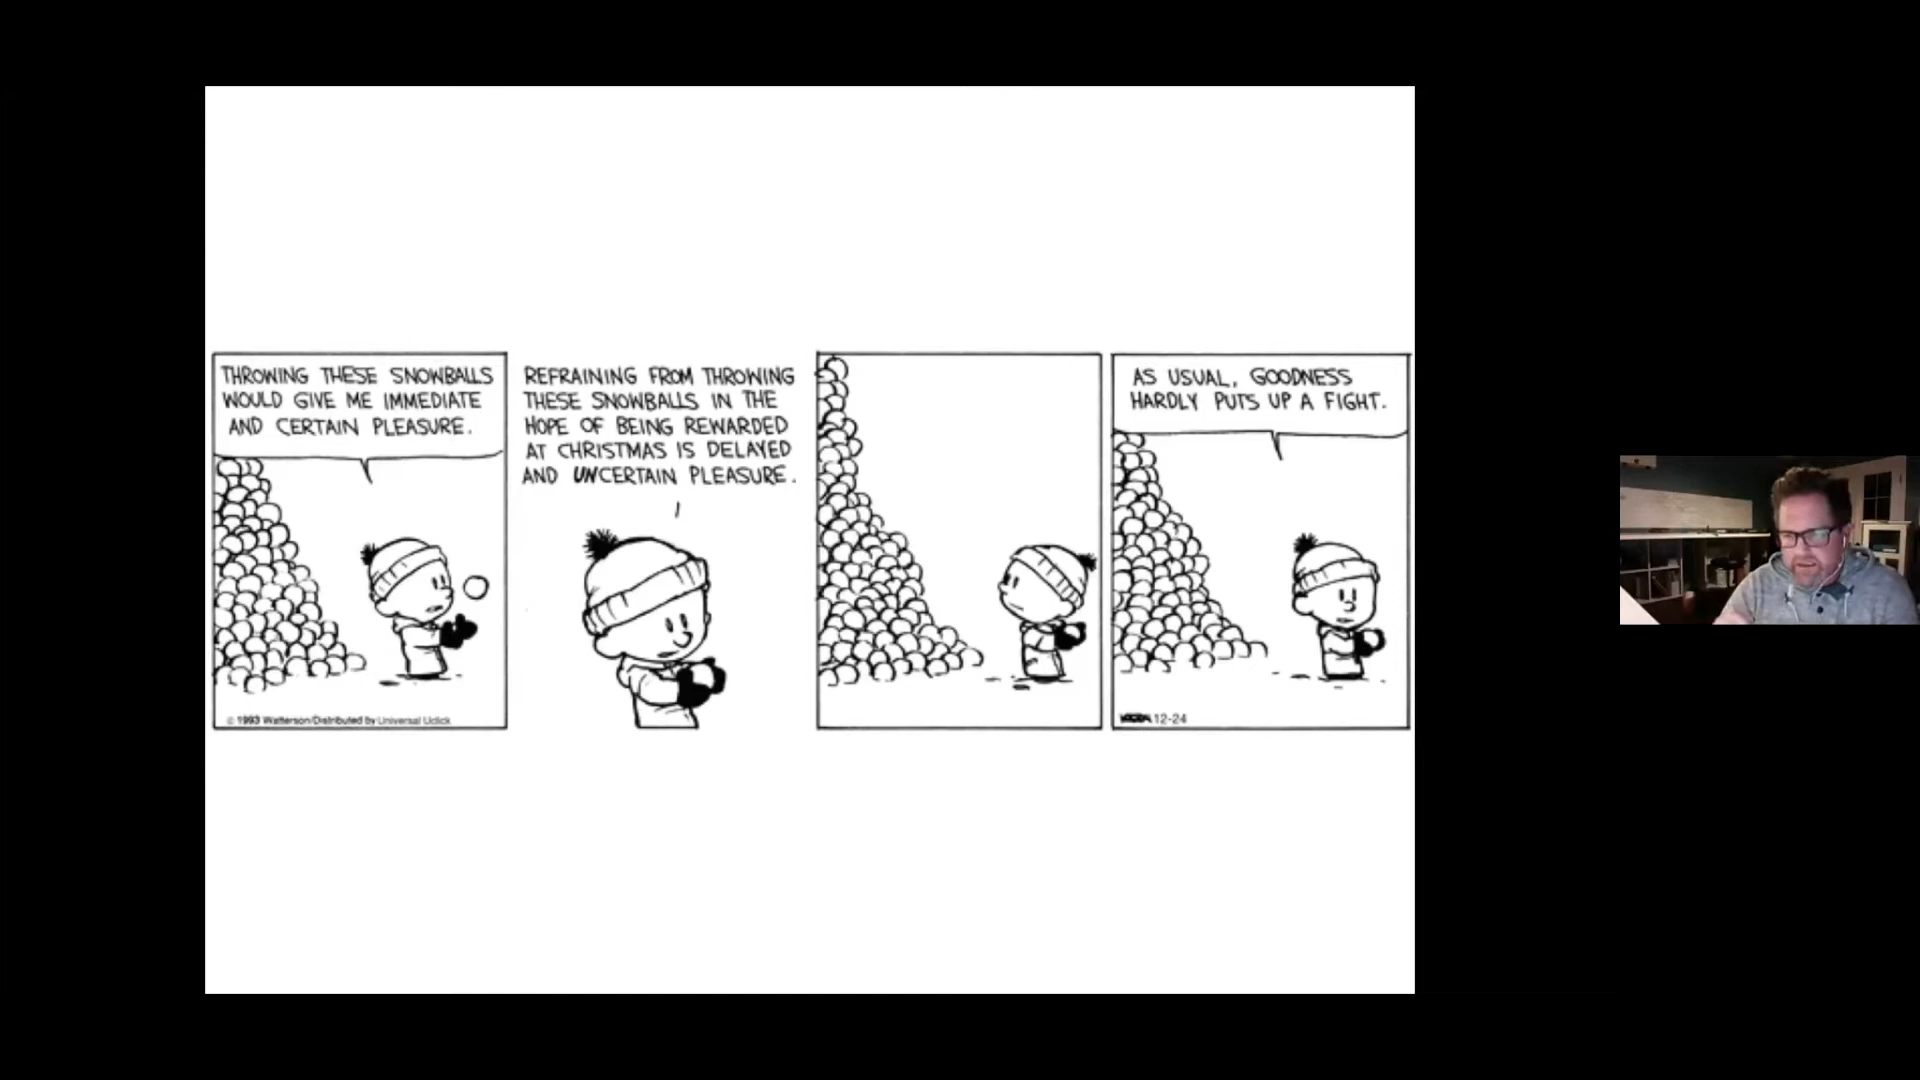 THROWING THESE SNOWBALLS
WOULD GIVE ME IMMEDIATE
AND CERTAIN PLEASURE.
REFRAINING FROM THROWING
THESE SNOWBALLS IN THE
HOPE OF BEING REWARDED
AT CHRISTMAS IS DELAYED
AND UNCERTAIN PLEASURE.
AS USUAL, GOODNESS
HARDLY PUTS UP A FIGHT.
© 1993 Watterson/Distributed by Universal Uclick
12-24